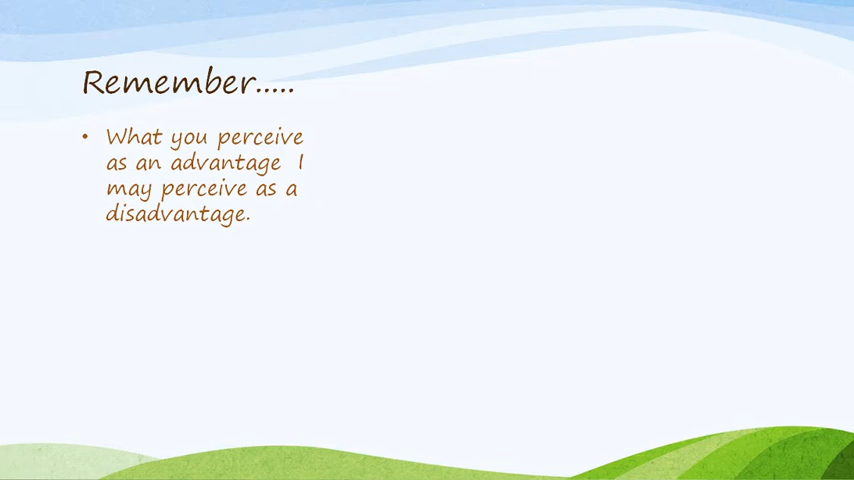 Remember.....
• What you perceive
as an advantage I
may perceive as a
disadvantage.